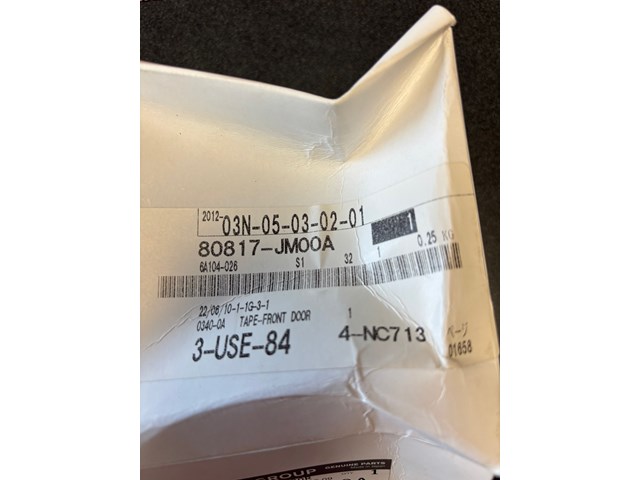 2012- 03N-05-03-02-01 1
80817-JM00A 1 0.25 KG
6A104-026 S1 32
22/06/10-1-1G-3-1
0340-0A TAPE-FRONT DOOR 1
3-USE-84 4-NC713 ページ
01658
GROUP GENUINE PARTS
1